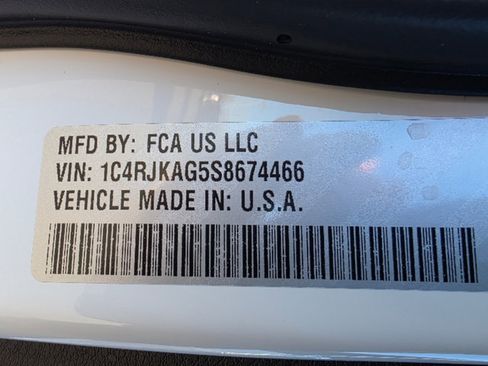 MFD BY: FCA US LLC
VIN: 1C4RJKAG5S8674466
VEHICLE MADE IN: U.S.A.